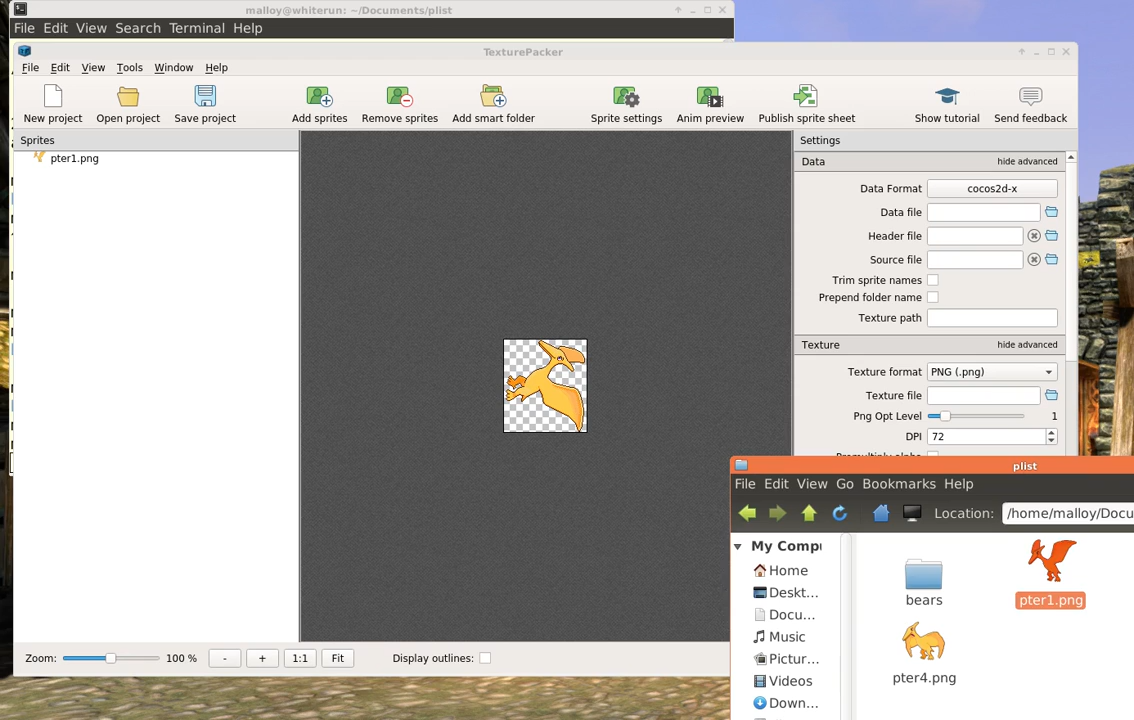 malloy@whiterun: ~/Documents/plist
File Edit View Search Terminal Help
TexturePacker
File Edit View Tools Window Help
New project Open project Save project Add sprites Remove sprites Add smart folder Sprite settings Anim preview Publish sprite sheet Show tutorial Send feedback
Sprites
pter1.png
Settings
Data hide advanced
Data Format cocos2d-x
Data file
Header file
Source file
Trim sprite names
Prepend folder name
Texture path
Texture hide advanced
Texture format PNG (.png)
Texture file
Png Opt Level 1
DPI 72
plist
File Edit View Go Bookmarks Help
Location: /home/malloy/Docu
My Compu
Home
Deskt...
Docu...
Music
Pictur...
Videos
Down...
bears
pter1.png
pter4.png
Zoom: 100 % - + 1:1 Fit Display outlines: